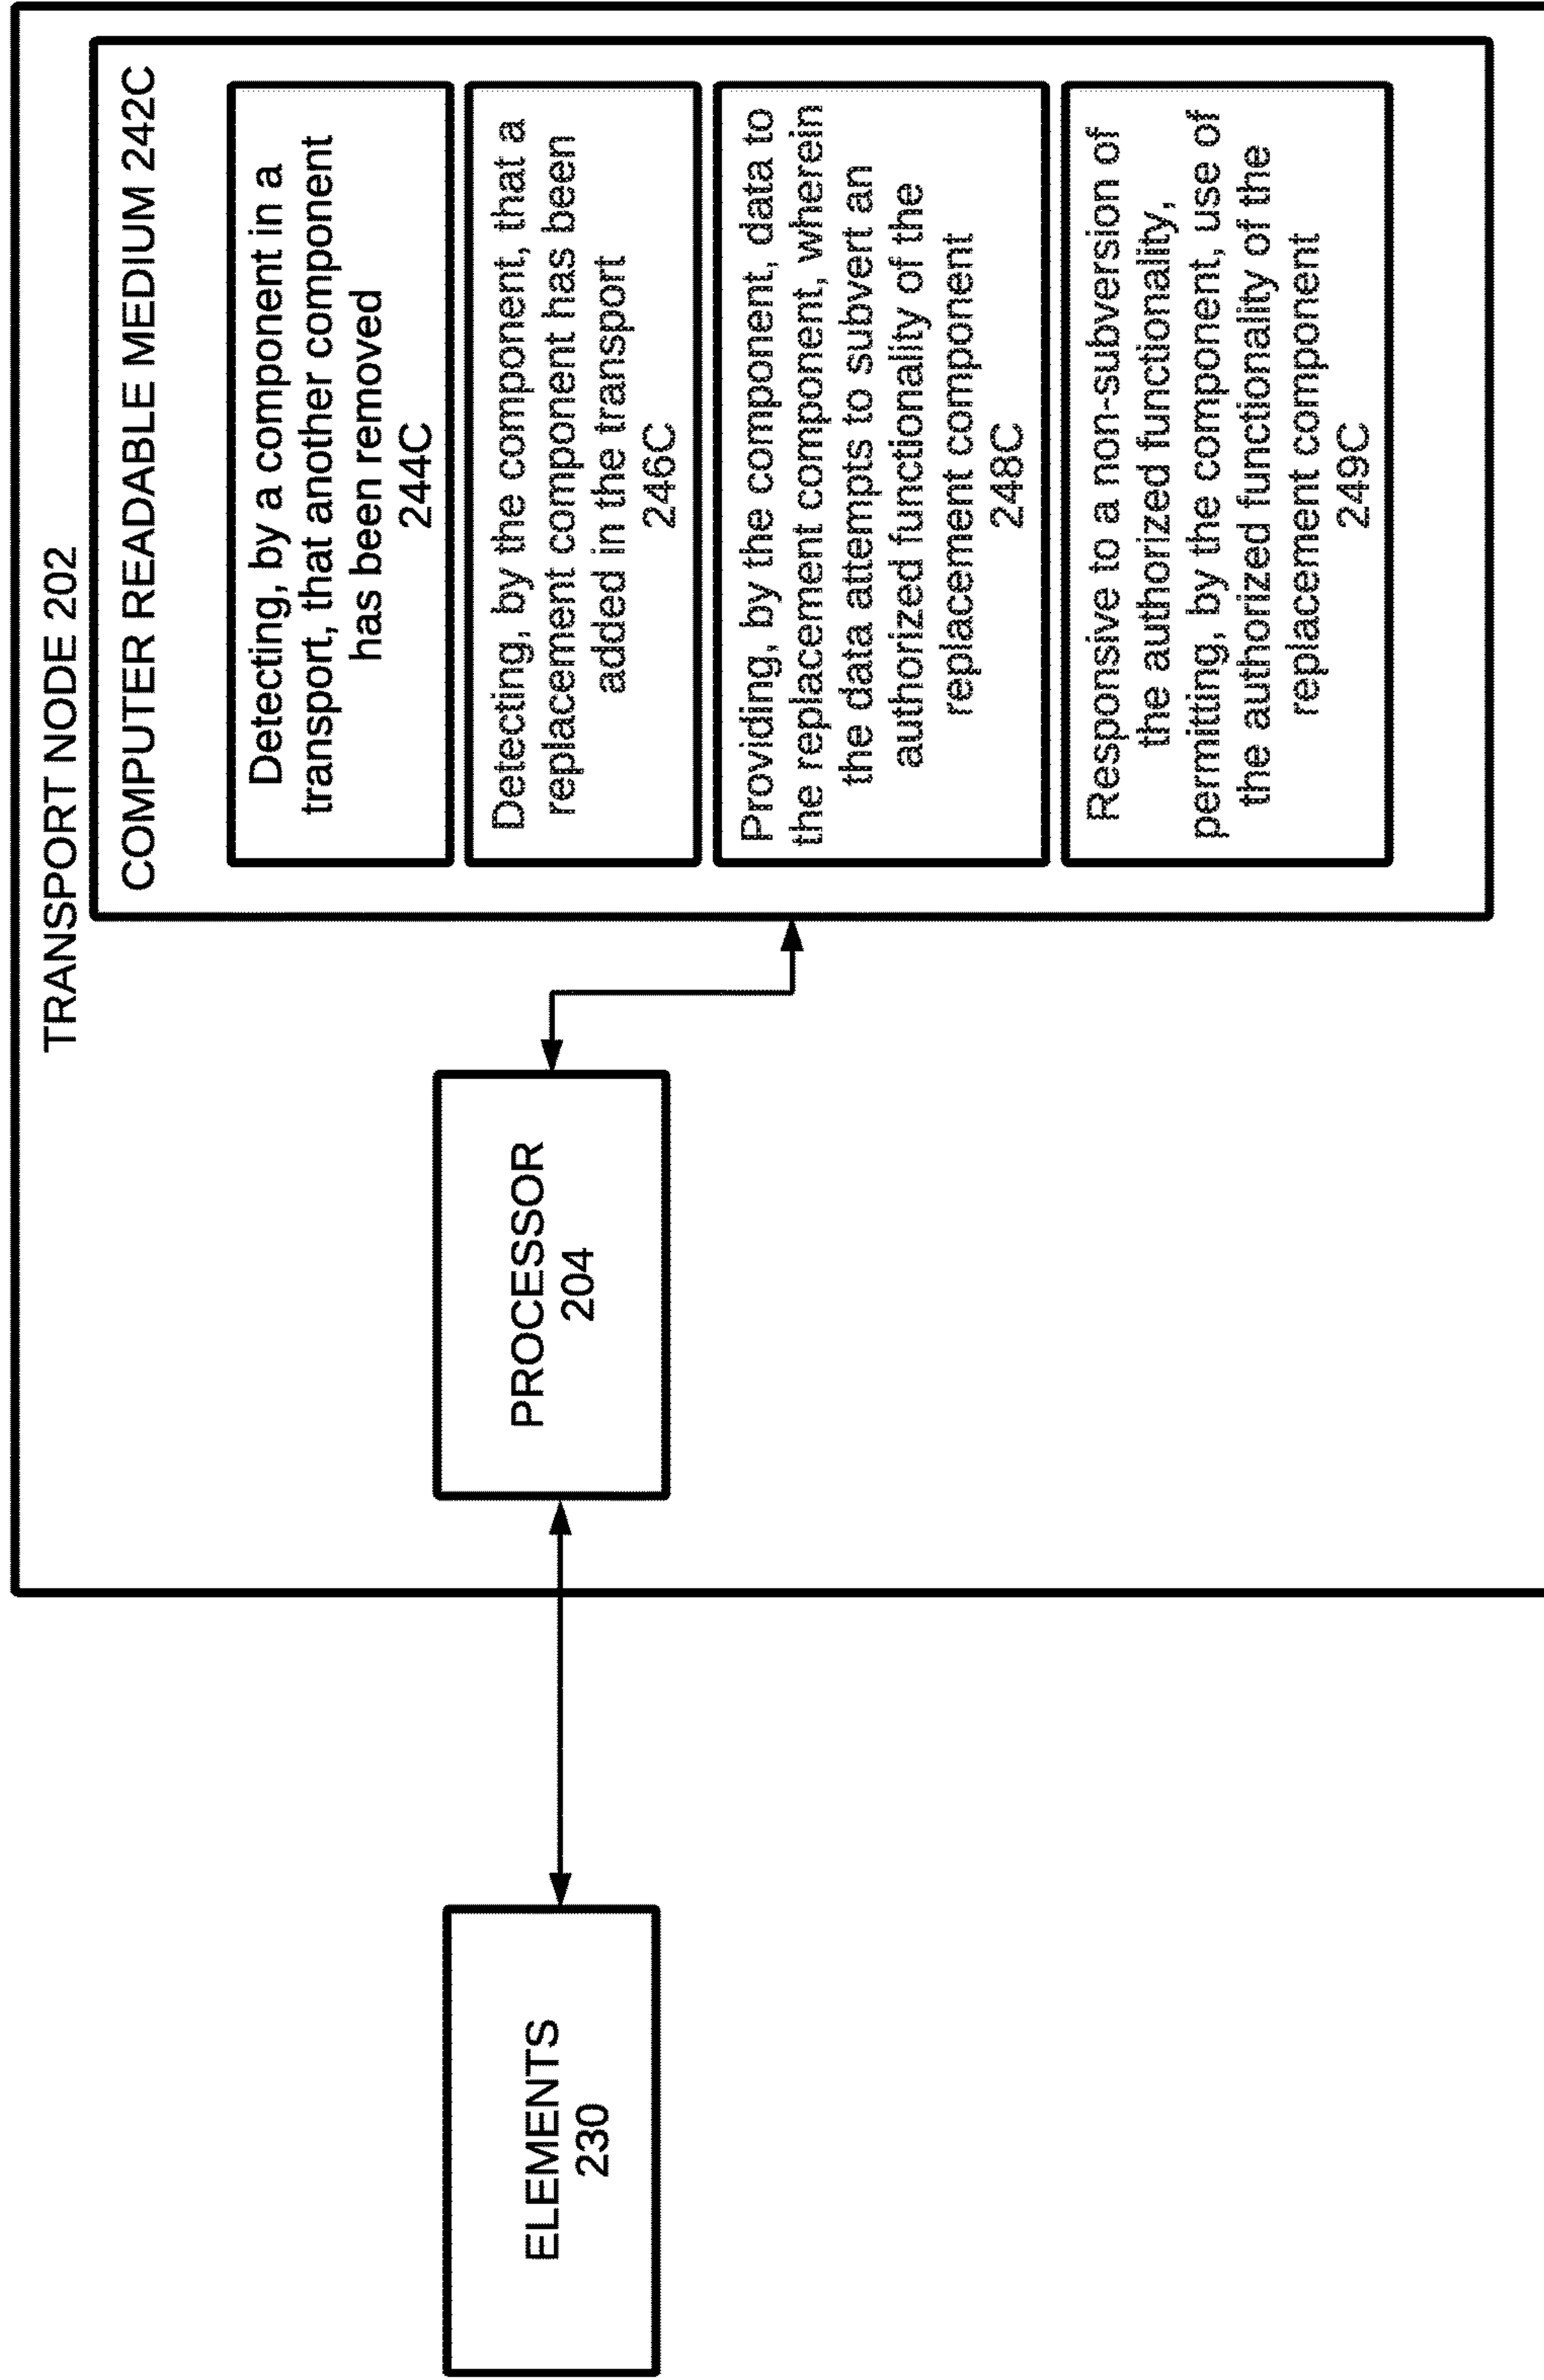 TRANSPORT NODE 202
COMPUTER READABLE MEDIUM 242C
Detecting, by a component in a
transport, that another component
has been removed
244C
Detecting, by the component, that a
replacement component has been
added in the transport
246C
Providing, by the component, data to
the replacement component, wherein
the data attempts to subvert an
authorized functionality of the
replacement component
248C
Responsive to a non-subversion of
the authorized functionality,
permitting, by the component, use of
the authorized functionality of the
replacement component
249C
PROCESSOR
204
ELEMENTS
230